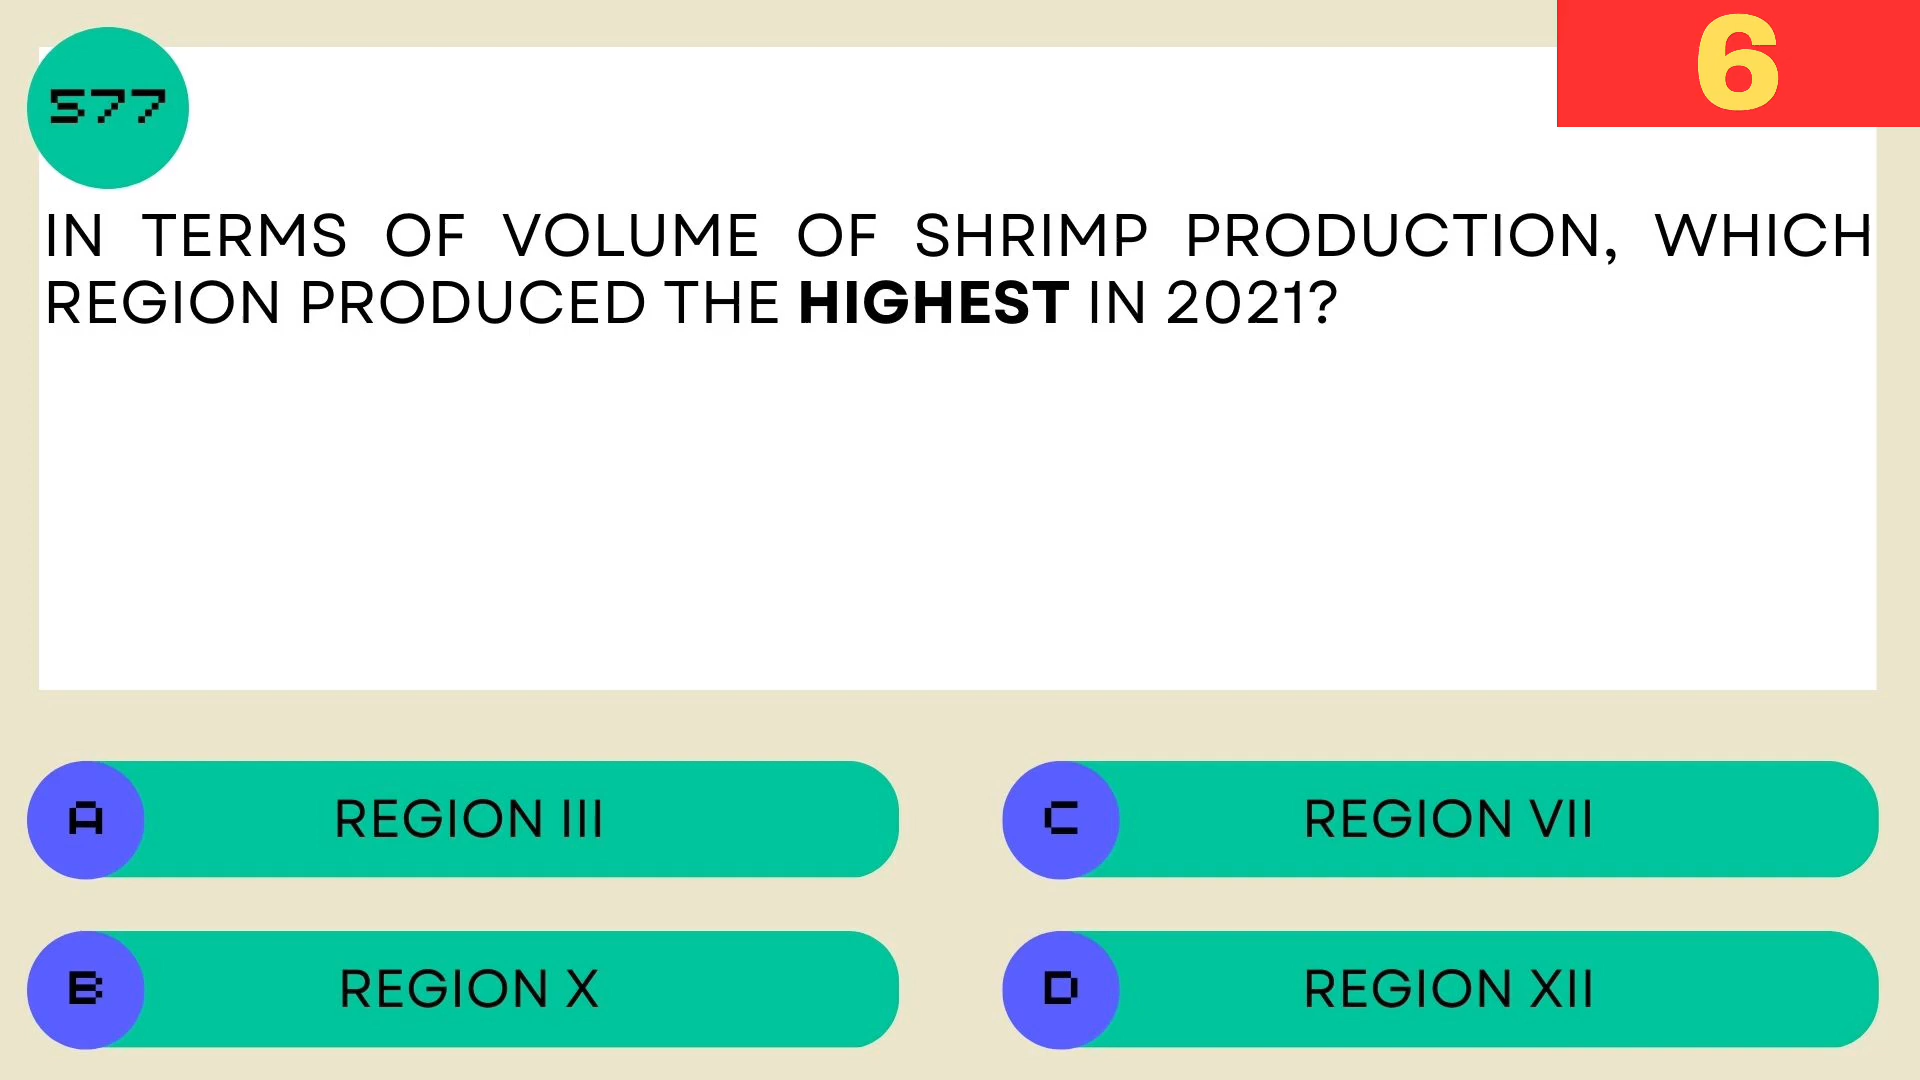 577
6
IN TERMS OF VOLUME OF SHRIMP PRODUCTION, WHICH
REGION PRODUCED THE HIGHEST IN 2021?
A REGION III
C REGION VII
B REGION X
D REGION XII